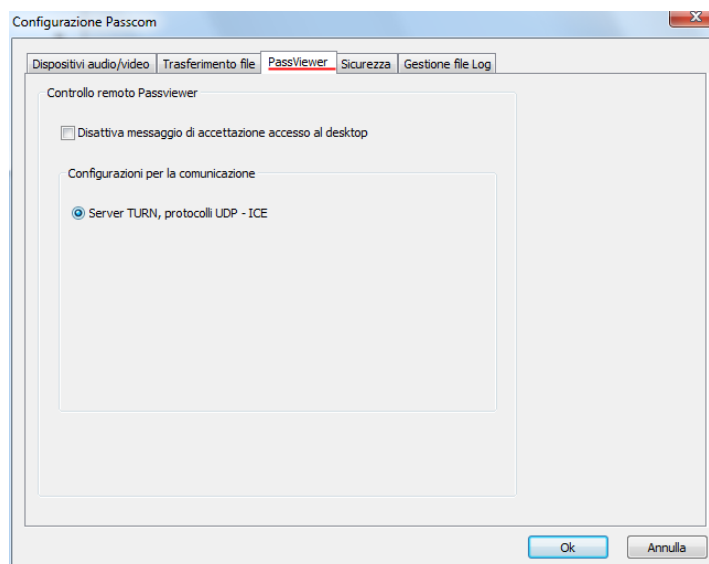 Configurazione Passcom
Dispositivi audio/video Trasferimento file PassViewer Sicurezza Gestione file Log
Controllo remoto Passviewer
Disattiva messaggio di accettazione accesso al desktop
Configurazioni per la comunicazione
Server TURN, protocolli UDP - ICE
Ok Annulla